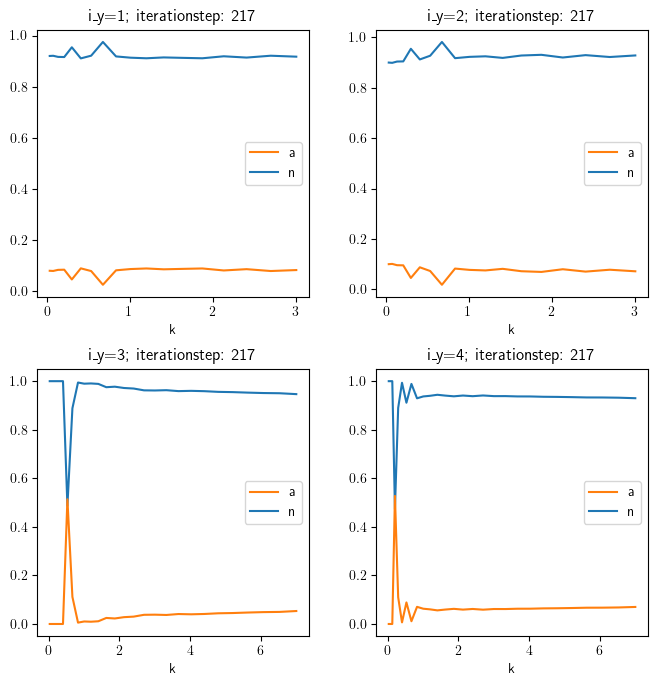 i_y=1; iterationstep: 217
1.0
0.8
0.6
0.4
0.2
0.0
a
n
0 1 2 3
k
i_y=2; iterationstep: 217
1.0
0.8
0.6
0.4
0.2
0.0
a
n
0 1 2 3
k
i_y=3; iterationstep: 217
1.0
0.8
0.6
0.4
0.2
0.0
a
n
0 2 4 6
k
i_y=4; iterationstep: 217
1.0
0.8
0.6
0.4
0.2
0.0
a
n
0 2 4 6
k